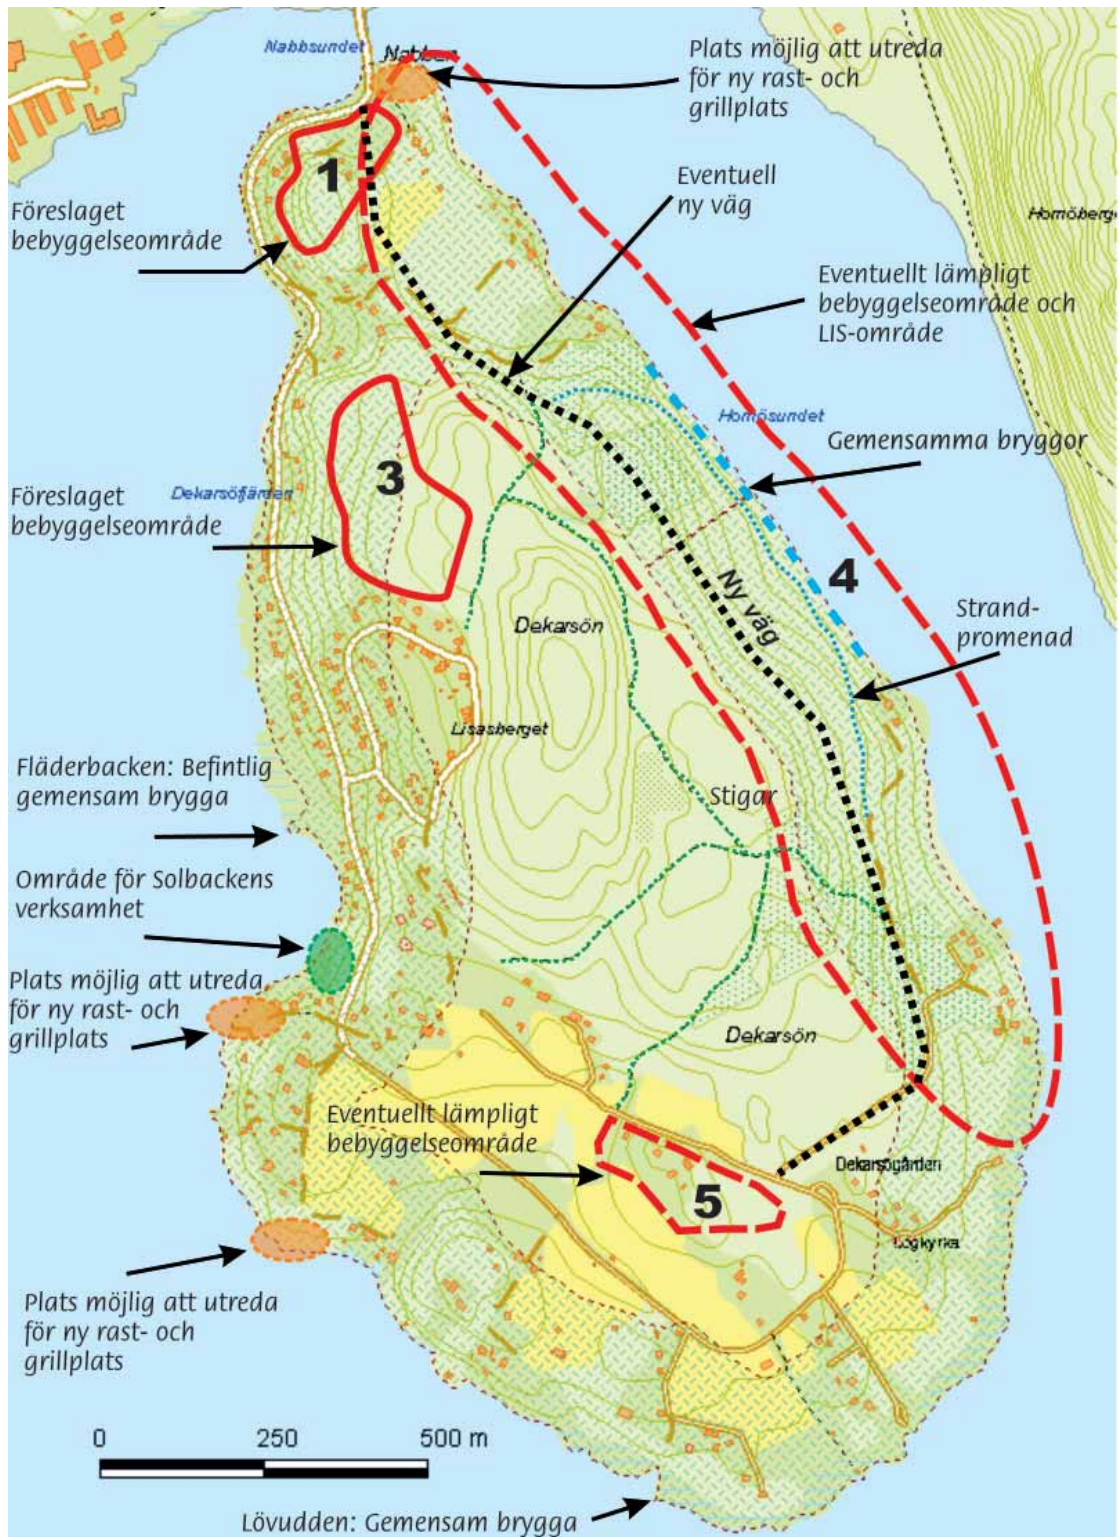 Nabbsundet
Nabben
Plats möjlig att utreda
för ny rast- och
grillplats
1
Eventuell
ny väg
Föreslaget
bebyggelseområde
Eventuellt lämpligt
bebyggelseområde och
LIS-område
Homösundet
Gemensamma bryggor
3
Dekarsöfjärden
Föreslaget
bebyggelseområde
4
Ny väg
Strand-
promenad
Dekarsön
Lisasberget
Fläderbacken: Befintlig
gemensam brygga
Stigar
Område för Solbackens
verksamhet
Plats möjlig att utreda
för ny rast- och
grillplats
Dekarsön
Eventuellt lämpligt
bebyggelseområde
5
Dekarsögården
Logkyrka
Plats möjlig att utreda
för ny rast- och
grillplats
0 250 500 m
Lövudden: Gemensam brygga